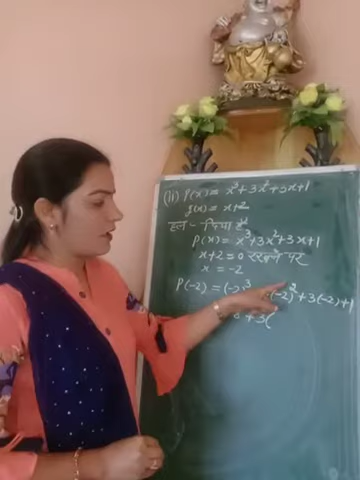 (ii) P(x) = x³+3x²+3x+1
g(x) = x+2
हल - दिया है
P(x) = x³+3x²+3x+1
x+2 = 0 रखने पर
x = -2
P(-2) = (-2)³ (-2)²+3(-2)+1
+3(